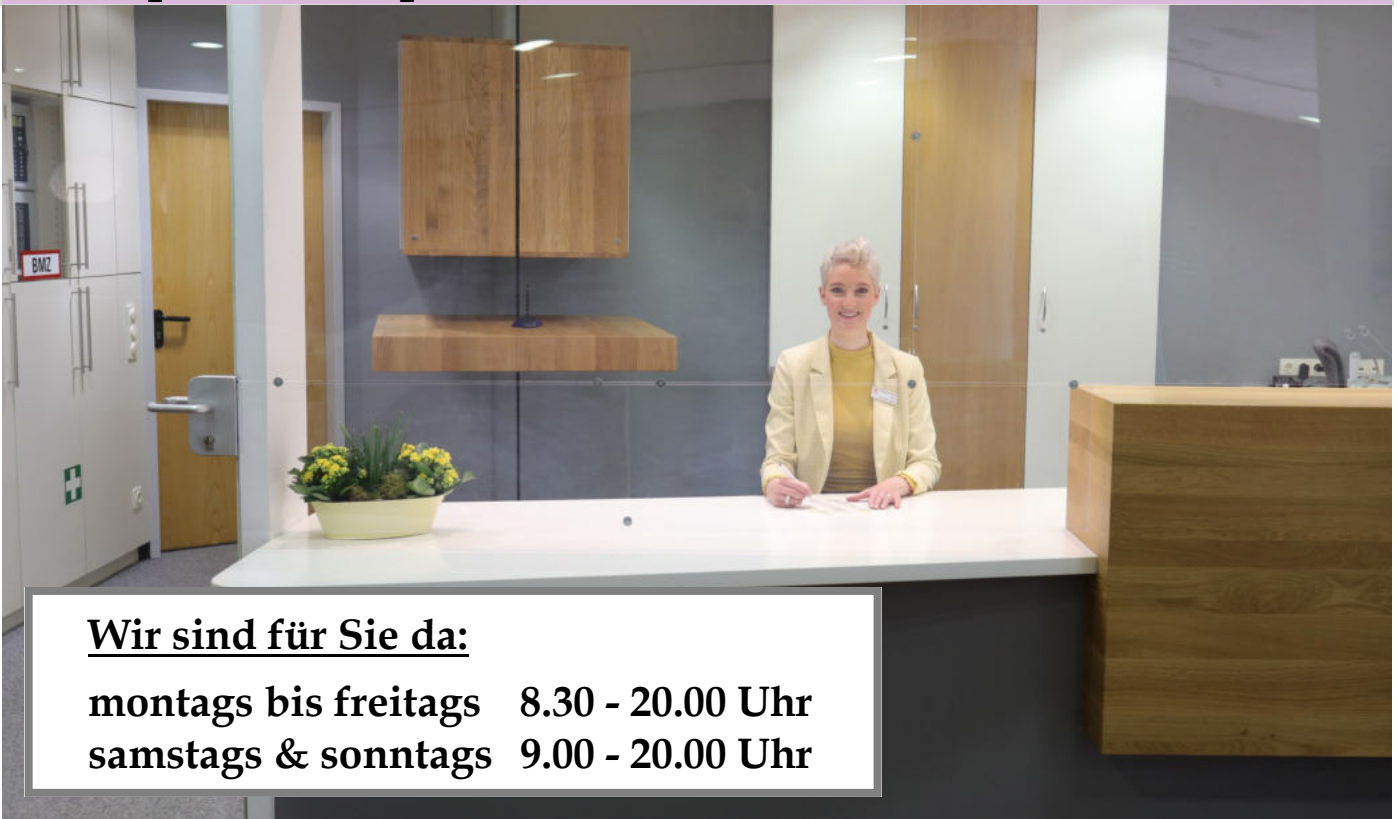 BMZ
Wir sind für Sie da:
montags bis freitags 8.30 - 20.00 Uhr
samstags & sonntags 9.00 - 20.00 Uhr